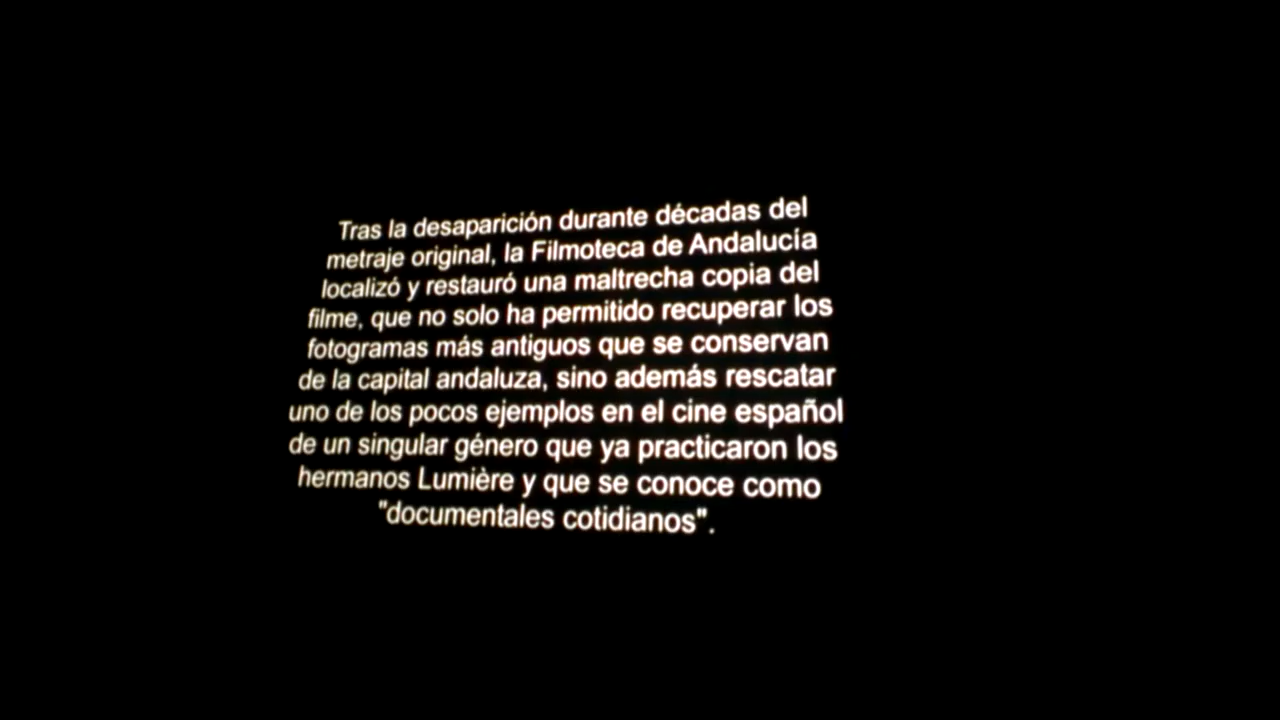 Tras la desaparición durante décadas del
metraje original, la Filmoteca de Andalucía
localizó y restauró una maltrecha copia del
filme, que no solo ha permitido recuperar los
fotogramas más antiguos que se conservan
de la capital andaluza, sino además rescatar
uno de los pocos ejemplos en el cine español
de un singular género que ya practicaron los
hermanos Lumière y que se conoce como
"documentales cotidianos".